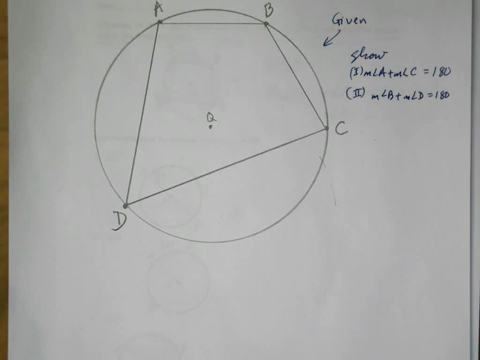 A
B
Given
show
(I) m∠A + m∠C = 180
(II) m∠B + m∠D = 180
Q
C
D